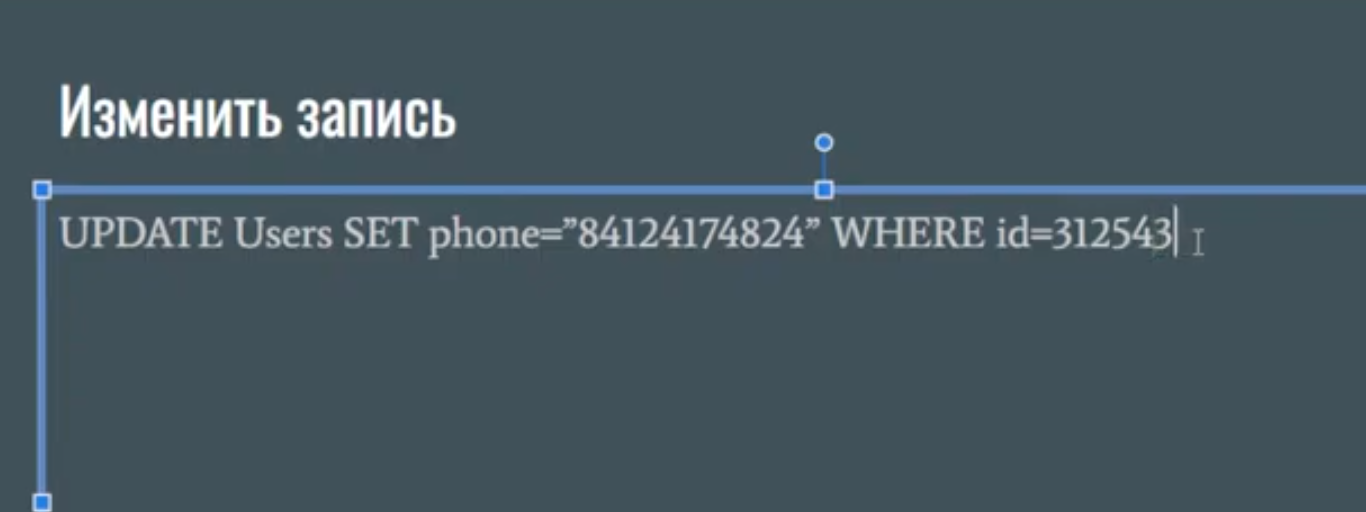 Изменить запись
UPDATE Users SET phone=”84124174824” WHERE id=312543